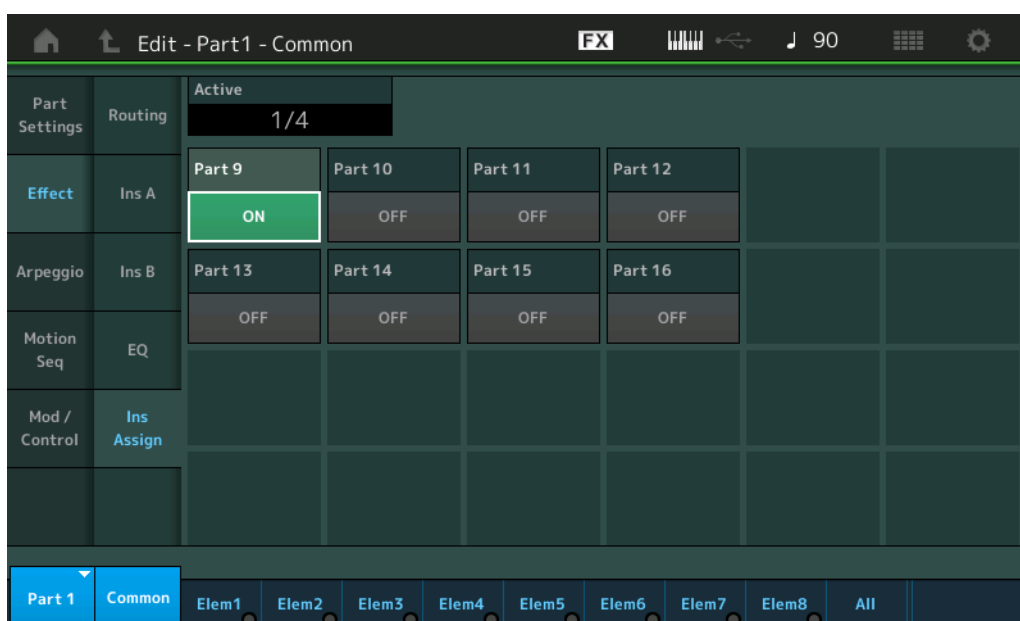 Edit - Part1 - Common
FX
90
Part Settings
Routing
Active
1/4
Effect
Ins A
Part 9
Part 10
Part 11
Part 12
ON
OFF
OFF
OFF
Arpeggio
Ins B
Part 13
Part 14
Part 15
Part 16
OFF
OFF
OFF
OFF
Motion Seq
EQ
Mod / Control
Ins Assign
Part 1
Common
Elem1
Elem2
Elem3
Elem4
Elem5
Elem6
Elem7
Elem8
All